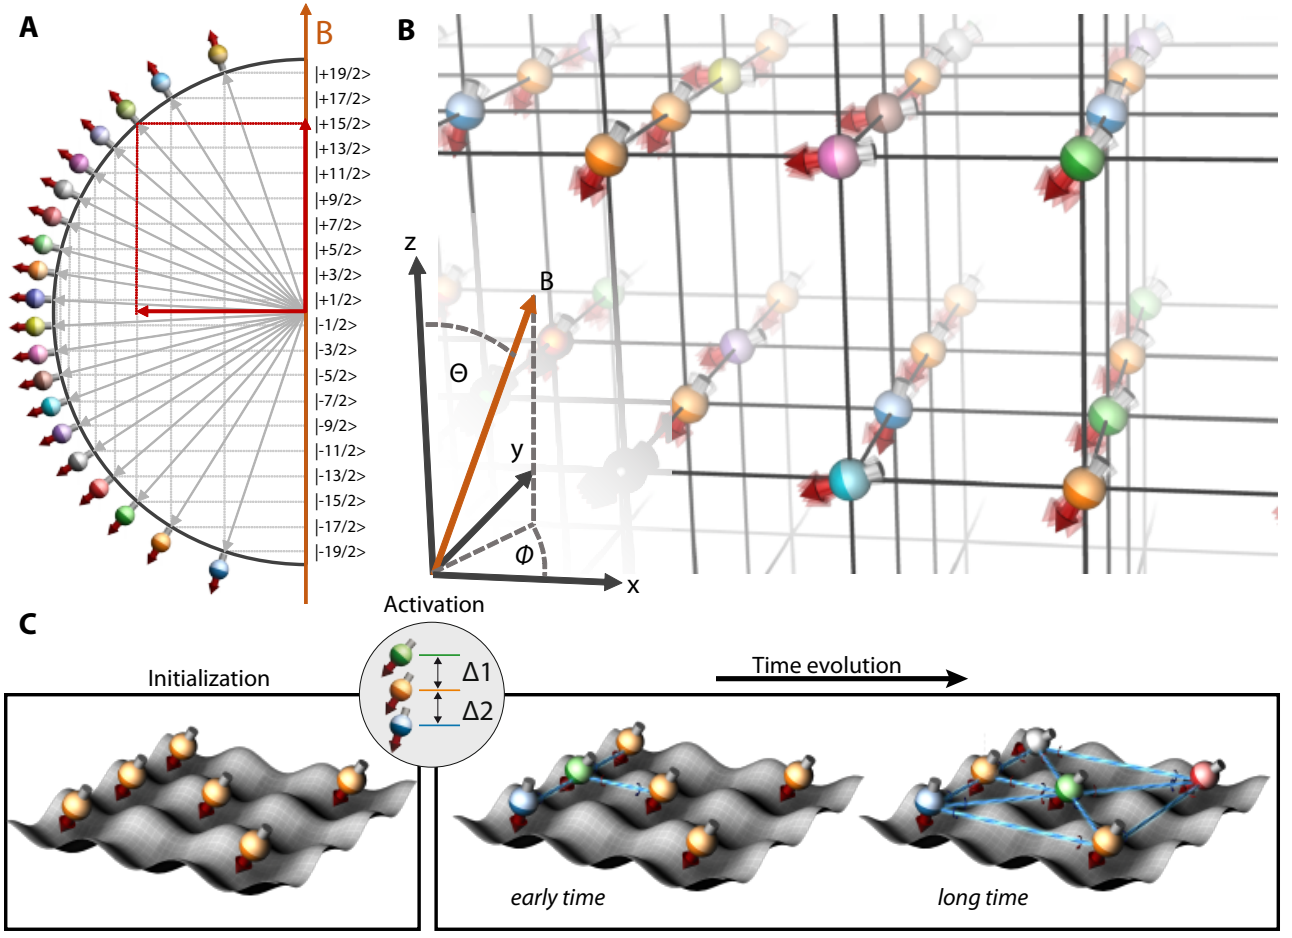 A
B
|+19/2>
|+17/2>
|+15/2>
|+13/2>
|+11/2>
|+9/2>
|+7/2>
|+5/2>
|+3/2>
|+1/2>
|-1/2>
|-3/2>
|-5/2>
|-7/2>
|-9/2>
|-11/2>
|-13/2>
|-15/2>
|-17/2>
|-19/2>
B
z
B
Θ
y
Φ
x
C
Activation
Δ1
Δ2
Initialization
Time evolution
early time
long time